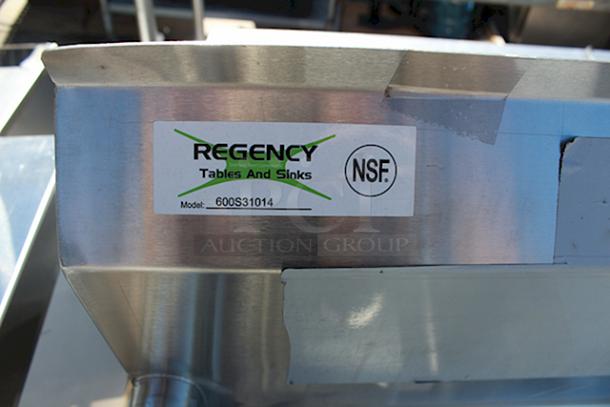 REGENCY
Tables And Sinks
NSF®
Model: 600S31014
PCI
AUCTION GROUP